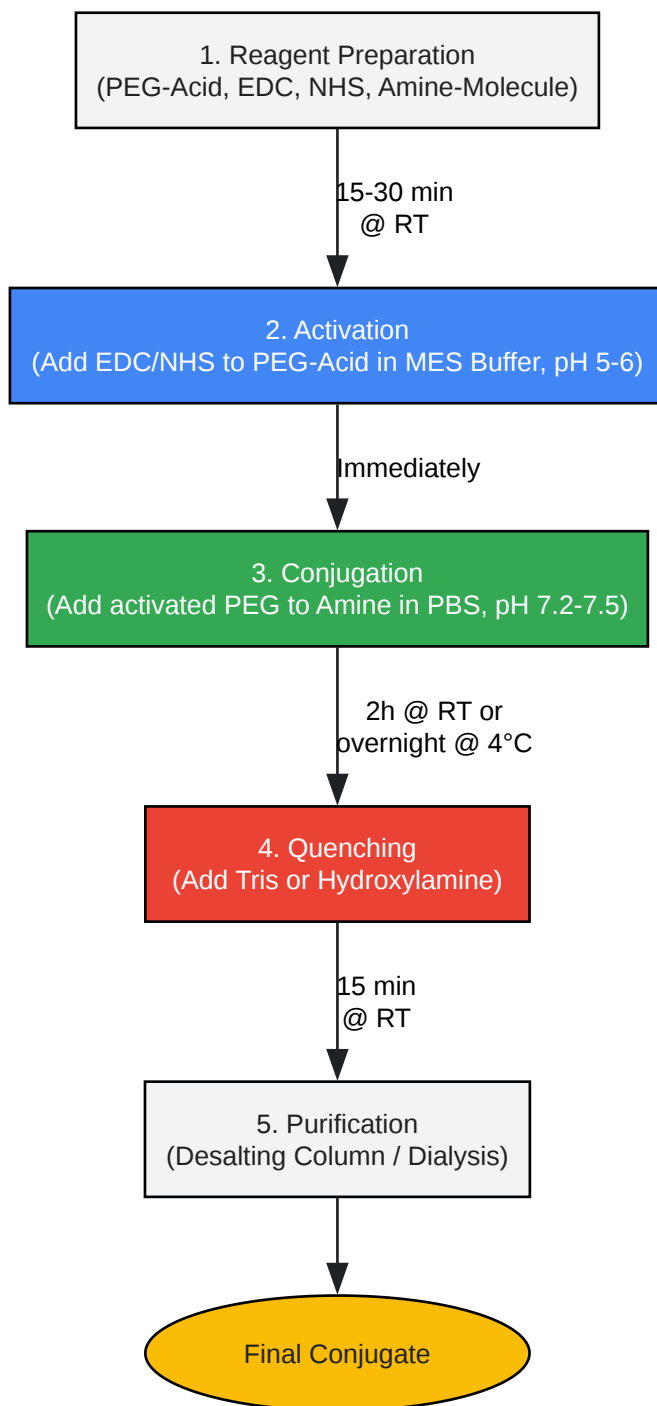 1. Reagent Preparation
(PEG-Acid, EDC, NHS, Amine-Molecule)
15-30 min
@ RT
2. Activation
(Add EDC/NHS to PEG-Acid in MES Buffer, pH 5-6)
Immediately
3. Conjugation
(Add activated PEG to Amine in PBS, pH 7.2-7.5)
2h @ RT or
overnight @ 4°C
4. Quenching
(Add Tris or Hydroxylamine)
15 min
@ RT
5. Purification
(Desalting Column / Dialysis)
Final Conjugate